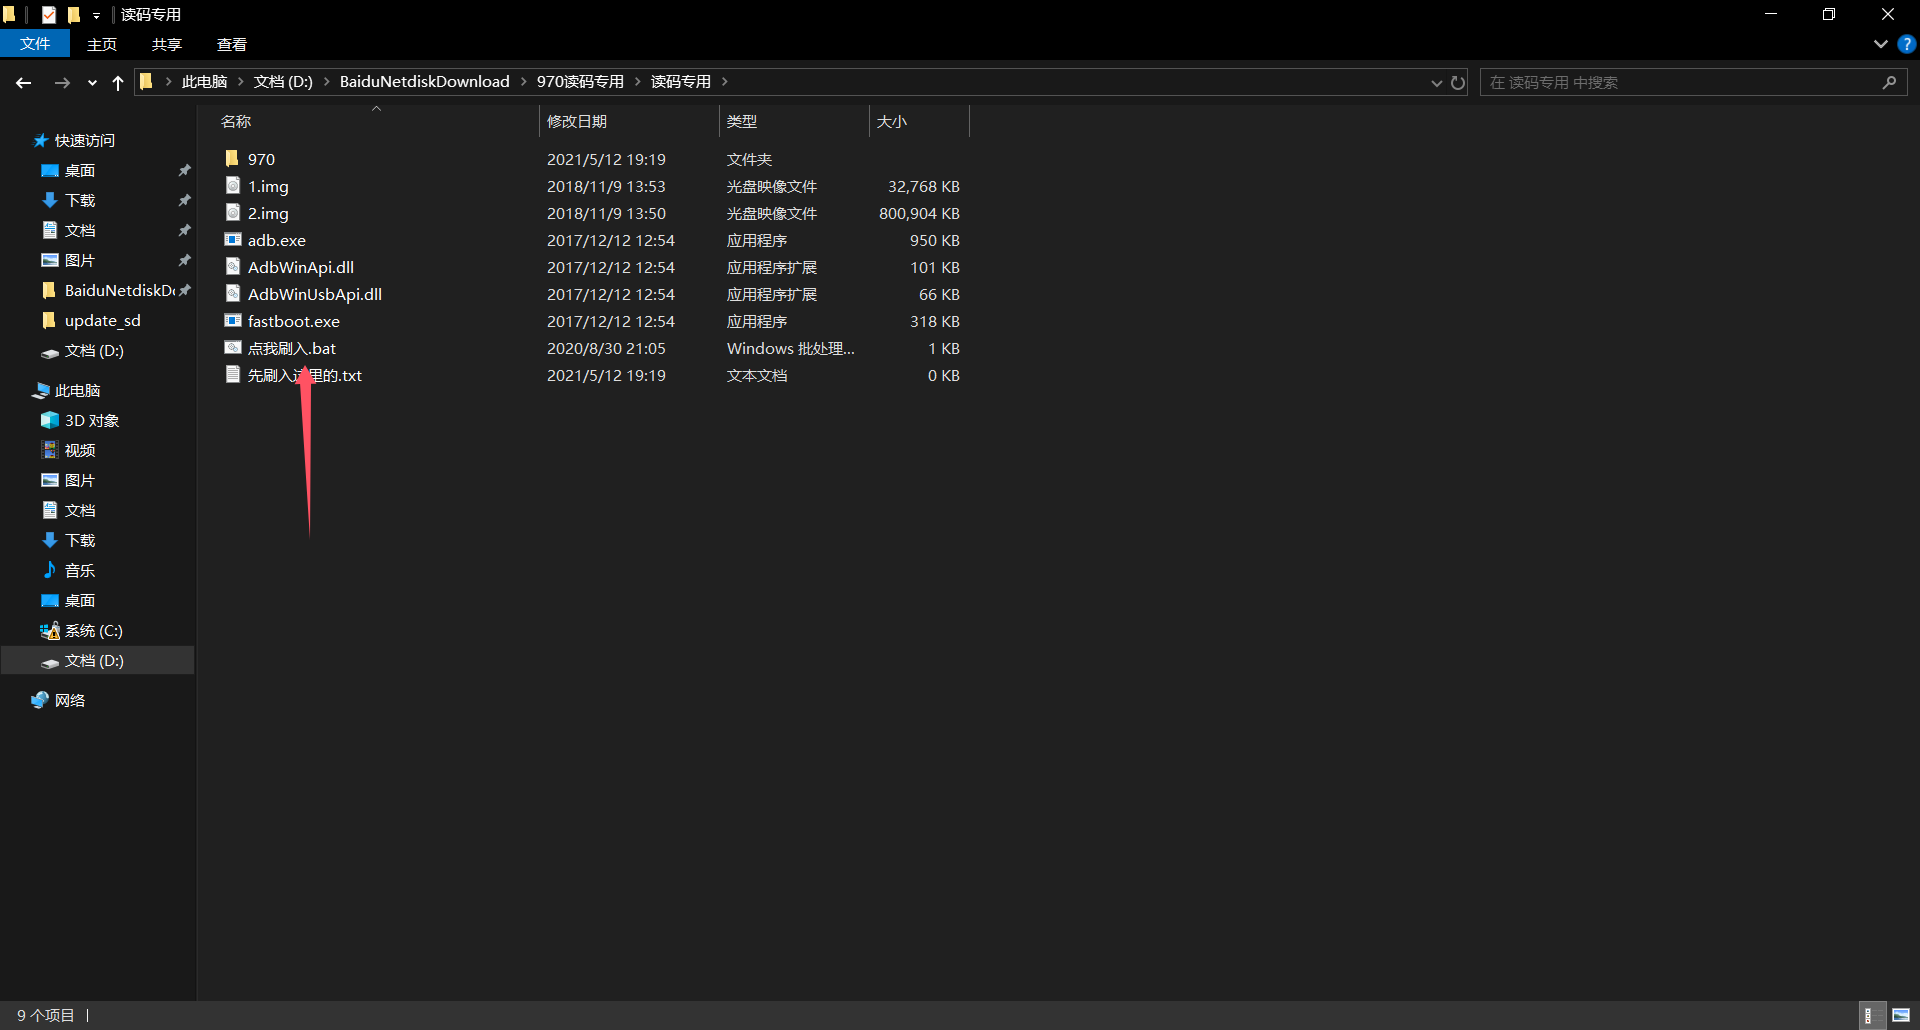 读码专用
文件 主页 共享 查看
此电脑 文档 (D:) BaiduNetdiskDownload 970读码专用 读码专用
在 读码专用 中搜索
名称 修改日期 类型 大小
970 2021/5/12 19:19 文件夹
1.img 2018/11/9 13:53 光盘映像文件 32,768 KB
2.img 2018/11/9 13:50 光盘映像文件 800,904 KB
adb.exe 2017/12/12 12:54 应用程序 950 KB
AdbWinApi.dll 2017/12/12 12:54 应用程序扩展 101 KB
AdbWinUsbApi.dll 2017/12/12 12:54 应用程序扩展 66 KB
fastboot.exe 2017/12/12 12:54 应用程序 318 KB
点我刷入.bat 2020/8/30 21:05 Windows 批处理... 1 KB
先刷入这里的.txt 2021/5/12 19:19 文本文档 0 KB
快速访问
桌面
下载
文档
图片
BaiduNetdiskDo
update_sd
文档 (D:)
此电脑
3D 对象
视频
图片
文档
下载
音乐
桌面
系统 (C:)
文档 (D:)
网络
9 个项目